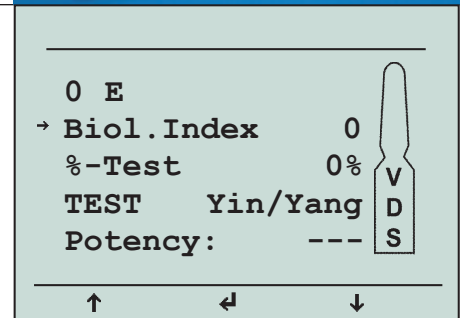 0 E
→ Biol.Index 0
%-Test 0%
TEST Yin/Yang
Potency: ---
V
D
S
↑ ↵ ↓